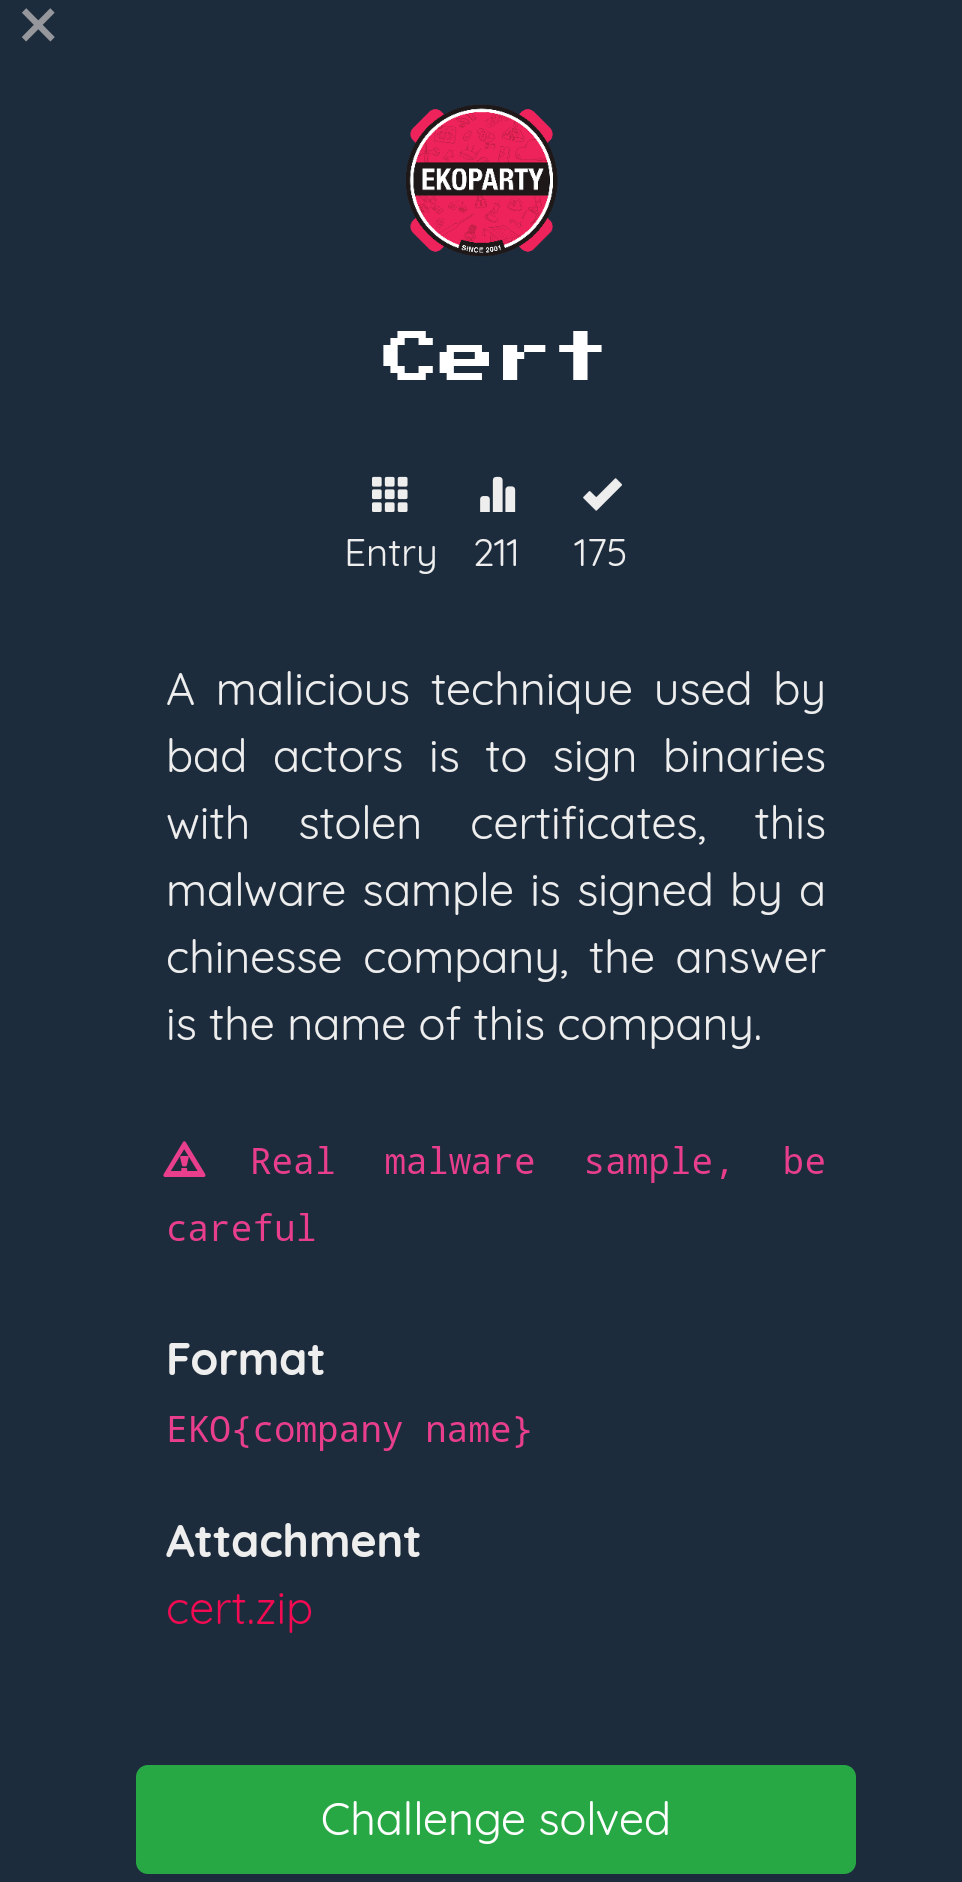 EKOPARTY
SINCE 2001
Cert
Entry 211 175
A malicious technique used by
bad actors is to sign binaries
with stolen certificates, this
malware sample is signed by a
chinesse company, the answer
is the name of this company.
Real malware sample, be
careful
Format
EKO{company name}
Attachment
cert.zip
Challenge solved